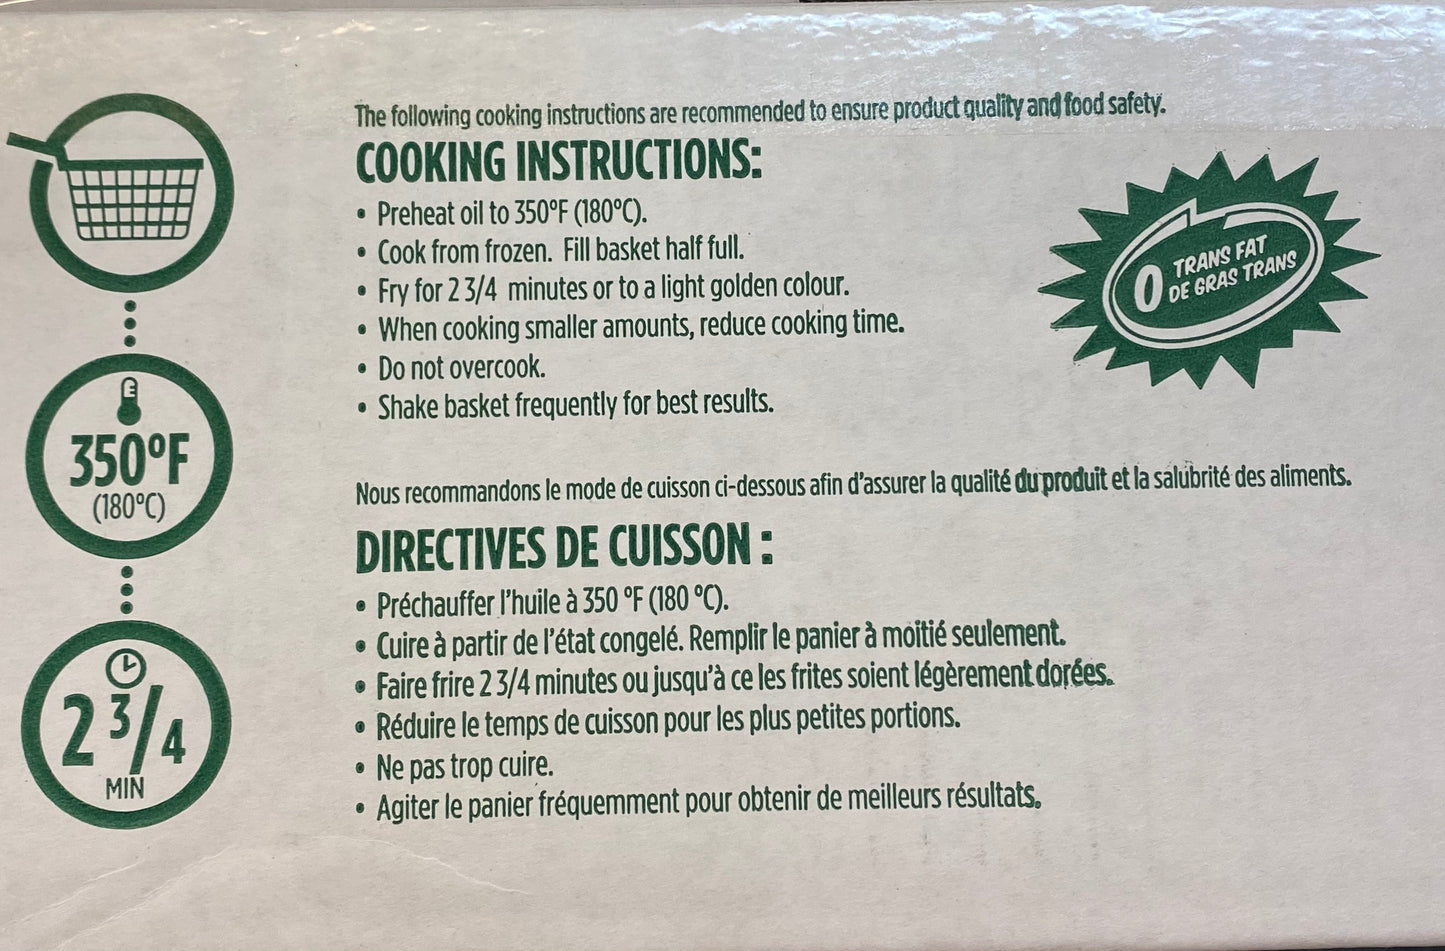 The following cooking instructions are recommended to ensure product quality and food safety.
COOKING INSTRUCTIONS:
• Preheat oil to 350°F (180°C).
• Cook from frozen. Fill basket half full.
• Fry for 2 3/4 minutes or to a light golden colour.
• When cooking smaller amounts, reduce cooking time.
• Do not overcook.
• Shake basket frequently for best results.
0 TRANS FAT
DE GRAS TRANS
350°F
(180°C)
2 3/4
MIN
Nous recommandons le mode de cuisson ci-dessous afin d'assurer la qualité du produit et la salubrité des aliments.
DIRECTIVES DE CUISSON :
• Préchauffer l'huile à 350 °F (180 °C).
• Cuire à partir de l'état congelé. Remplir le panier à moitié seulement.
• Faire frire 2 3/4 minutes ou jusqu'à ce les frites soient légèrement dorées.
• Réduire le temps de cuisson pour les plus petites portions.
• Ne pas trop cuire.
• Agiter le panier fréquemment pour obtenir de meilleurs résultats.